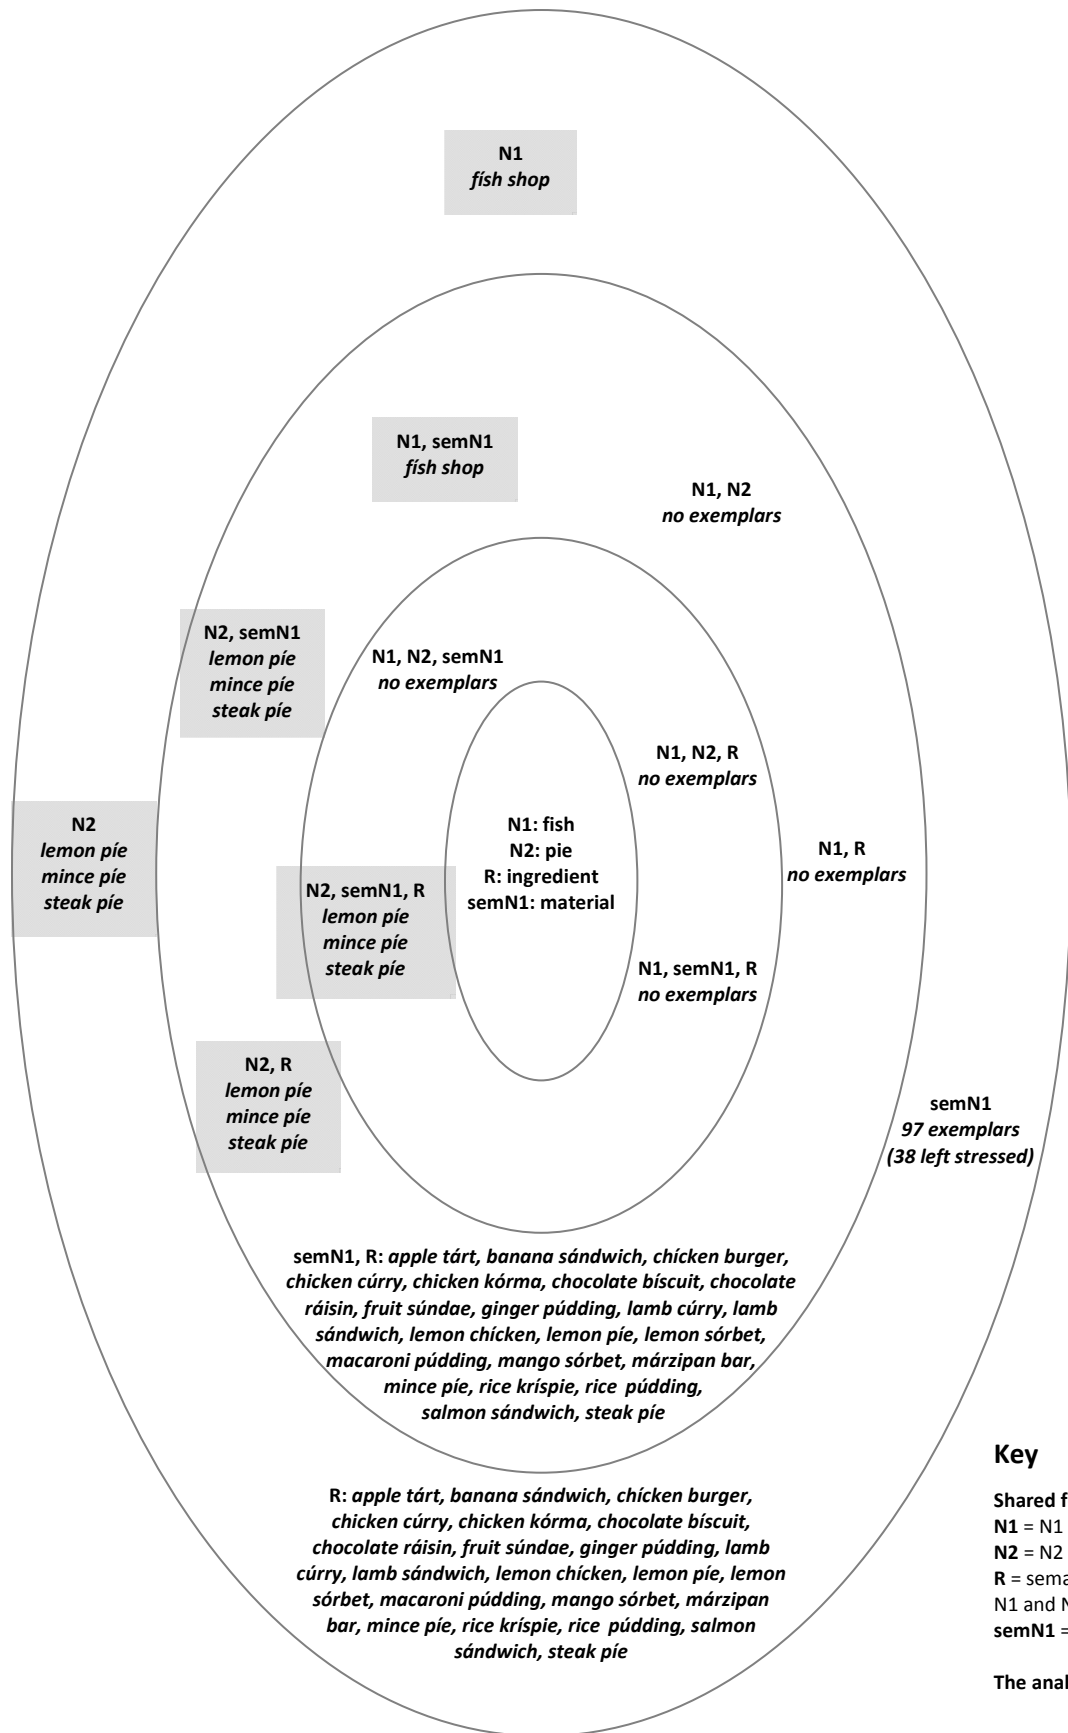 N1
físh shop
N1, semN1
físh shop
N1, N2
no exemplars
N2, semN1
lemon píe
mince píe
steak píe
N1, N2, semN1
no exemplars
N1, N2, R
no exemplars
N2
lemon píe
mince píe
steak píe
N1: fish
N2: pie
R: ingredient
semN1: material
N1, R
no exemplars
N2, semN1, R
lemon píe
mince píe
steak píe
N1, semN1, R
no exemplars
N2, R
lemon píe
mince píe
steak píe
semN1
97 exemplars
(38 left stressed)
semN1, R: apple tárt, banana sándwich, chícken burger,
chicken cúrry, chicken kórma, chocolate bíscuit, chocolate
ráisin, fruit súndae, ginger púdding, lamb cúrry, lamb
sándwich, lemon chícken, lemon píe, lemon sórbet,
macaroni púdding, mango sórbet, márzipan bar,
mince píe, rice kríspie, rice púdding,
salmon sándwich, steak píe
R: apple tárt, banana sándwich, chícken burger,
chicken cúrry, chicken kórma, chocolate bíscuit,
chocolate ráisin, fruit súndae, ginger púdding, lamb
cúrry, lamb sándwich, lemon chícken, lemon píe, lemon
sórbet, macaroni púdding, mango sórbet, márzipan
bar, mince píe, rice kríspie, rice púdding, salmon
sándwich, steak píe
Key
Shared f
N1 = N1
N2 = N2
R = sema
N1 and N
semN1 =
The anal